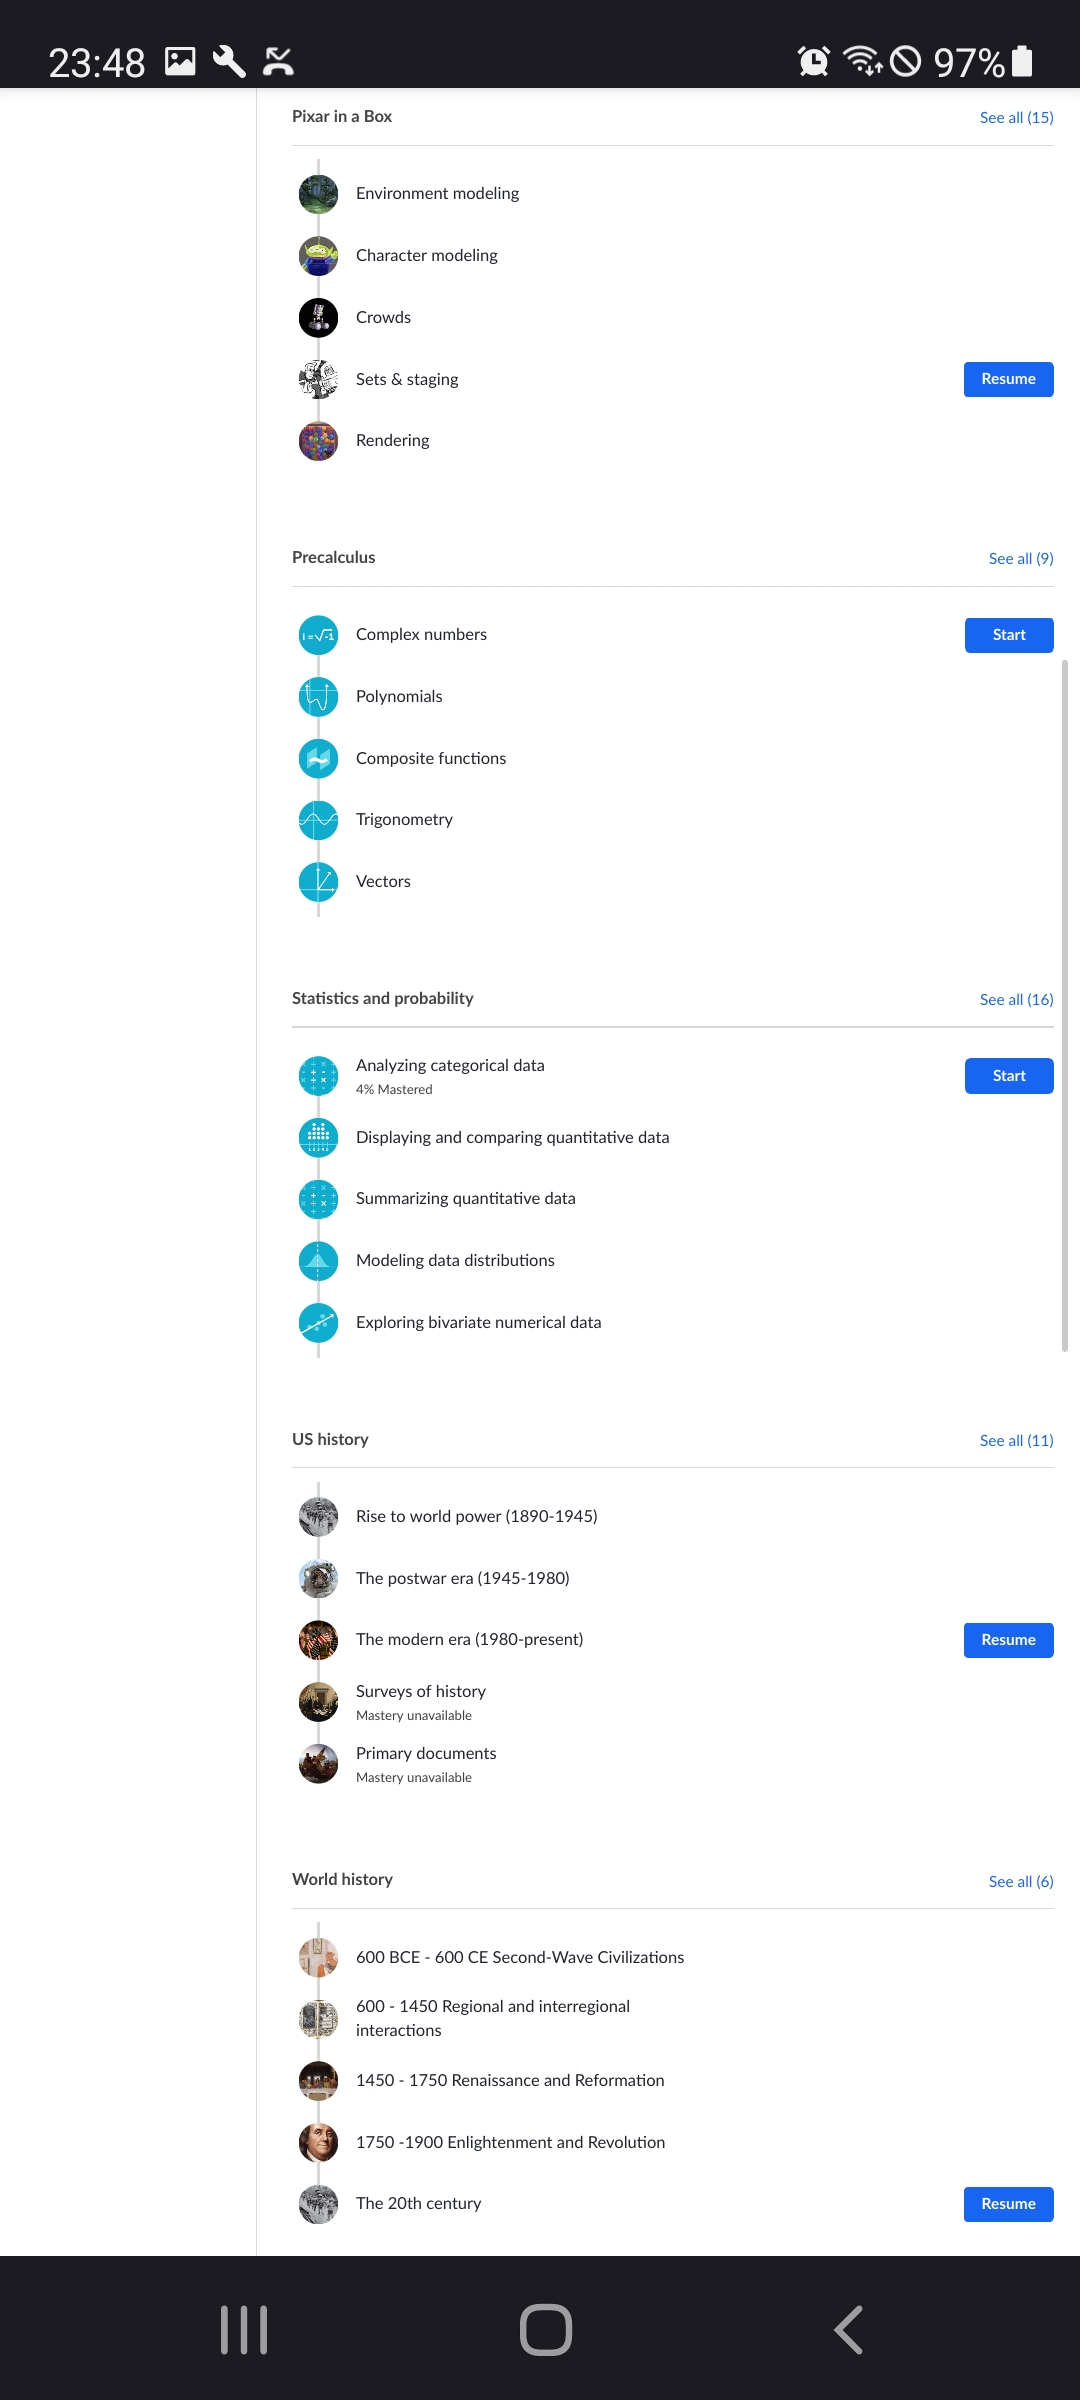 23:48
97%
Pixar in a Box
See all (15)
Environment modeling
Character modeling
Crowds
Sets & staging
Resume
Rendering
Precalculus
See all (9)
i = √-1
Complex numbers
Start
Polynomials
Composite functions
Trigonometry
Vectors
Statistics and probability
See all (16)
Analyzing categorical data
4% Mastered
Start
Displaying and comparing quantitative data
Summarizing quantitative data
Modeling data distributions
Exploring bivariate numerical data
US history
See all (11)
Rise to world power (1890-1945)
The postwar era (1945-1980)
The modern era (1980-present)
Resume
Surveys of history
Mastery unavailable
Primary documents
Mastery unavailable
World history
See all (6)
600 BCE - 600 CE Second-Wave Civilizations
600 - 1450 Regional and interregional
interactions
1450 - 1750 Renaissance and Reformation
1750 -1900 Enlightenment and Revolution
The 20th century
Resume